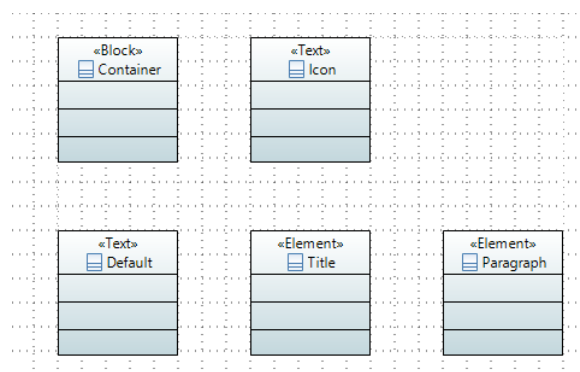 «Block»
Container
«Text»
Icon
«Text»
Default
«Element»
Title
«Element»
Paragraph